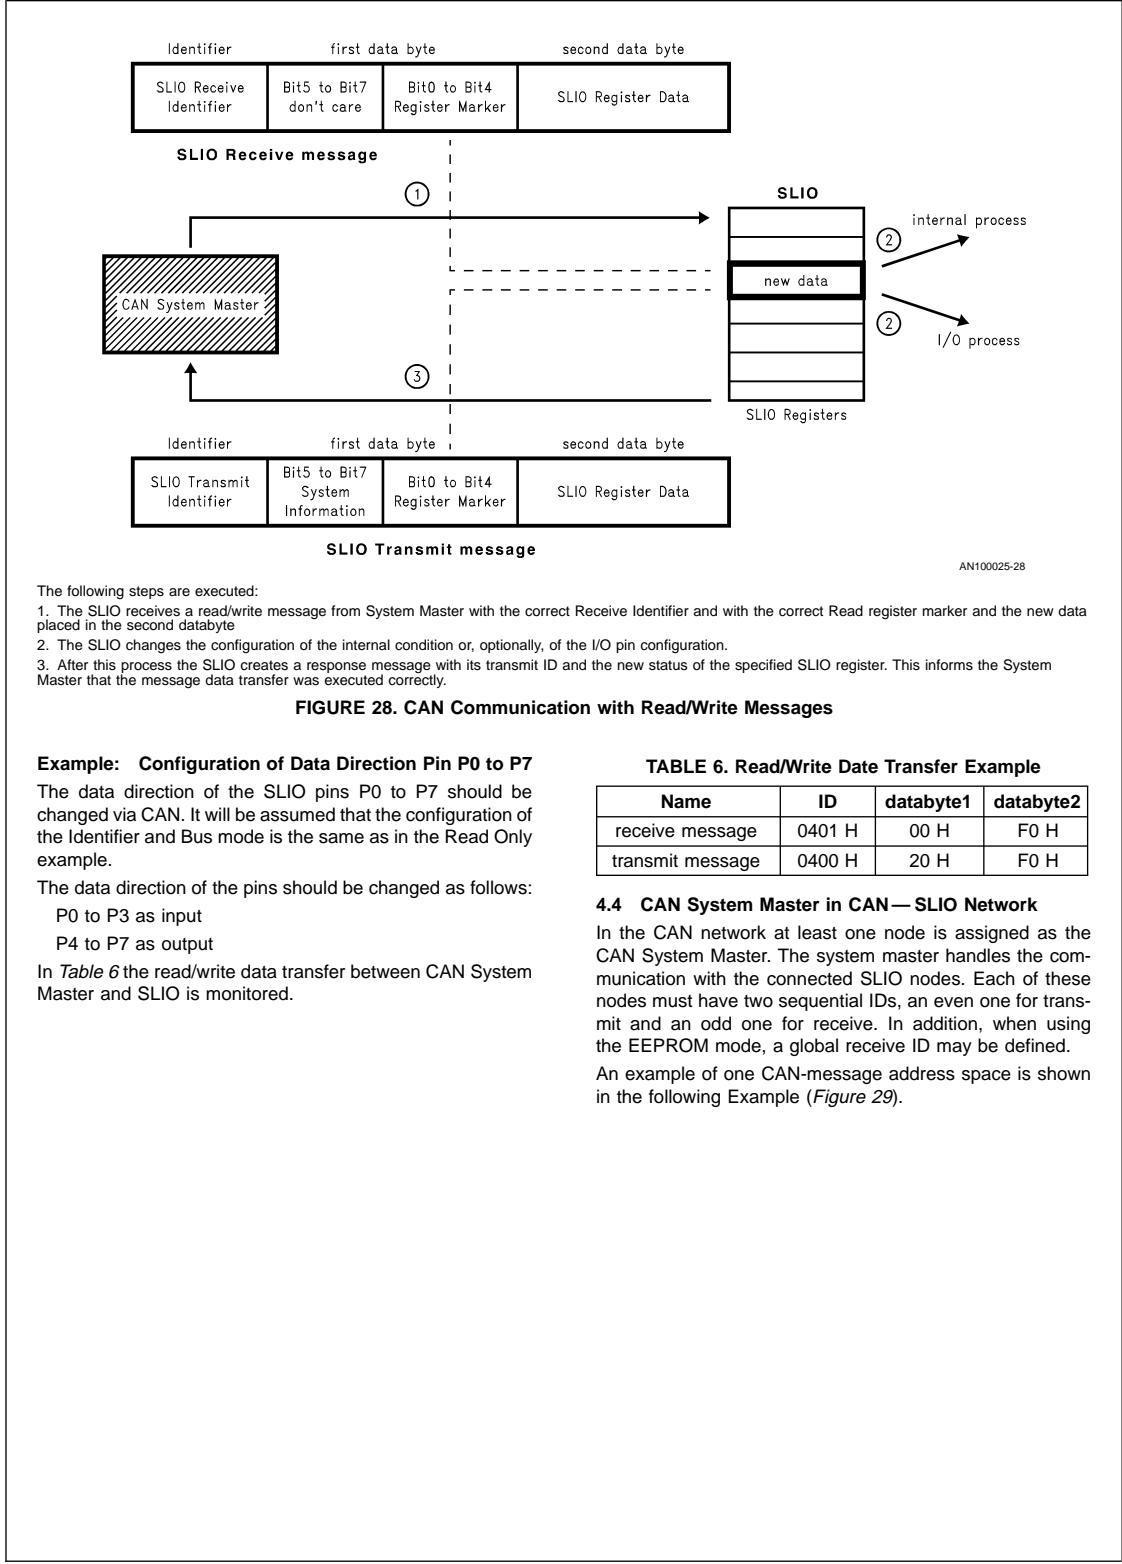 Identifier first data byte second data byte
SLIO Receive Identifier Bit5 to Bit7 don't care Bit0 to Bit4 Register Marker SLIO Register Data
SLIO Receive message
1
SLIO
internal process
2
new data
CAN System Master
2
I/O process
3
SLIO Registers
Identifier first data byte second data byte
SLIO Transmit Identifier Bit5 to Bit7 System Information Bit0 to Bit4 Register Marker SLIO Register Data
SLIO Transmit message
AN100025-28
The following steps are executed:
1. The SLIO receives a read/write message from System Master with the correct Receive Identifier and with the correct Read register marker and the new data
placed in the second databyte
2. The SLIO changes the configuration of the internal condition or, optionally, of the I/O pin configuration.
3. After this process the SLIO creates a response message with its transmit ID and the new status of the specified SLIO register. This informs the System
Master that the message data transfer was executed correctly.
FIGURE 28. CAN Communication with Read/Write Messages
Example: Configuration of Data Direction Pin P0 to P7
The data direction of the SLIO pins P0 to P7 should be
changed via CAN. It will be assumed that the configuration of
the Identifier and Bus mode is the same as in the Read Only
example.
The data direction of the pins should be changed as follows:
P0 to P3 as input
P4 to P7 as output
In Table 6 the read/write data transfer between CAN System
Master and SLIO is monitored.
TABLE 6. Read/Write Date Transfer Example
Name ID databyte1 databyte2
receive message 0401 H 00 H F0 H
transmit message 0400 H 20 H F0 H
4.4 CAN System Master in CAN—SLIO Network
In the CAN network at least one node is assigned as the
CAN System Master. The system master handles the com-
munication with the connected SLIO nodes. Each of these
nodes must have two sequential IDs, an even one for trans-
mit and an odd one for receive. In addition, when using
the EEPROM mode, a global receive ID may be defined.
An example of one CAN-message address space is shown
in the following Example (Figure 29).